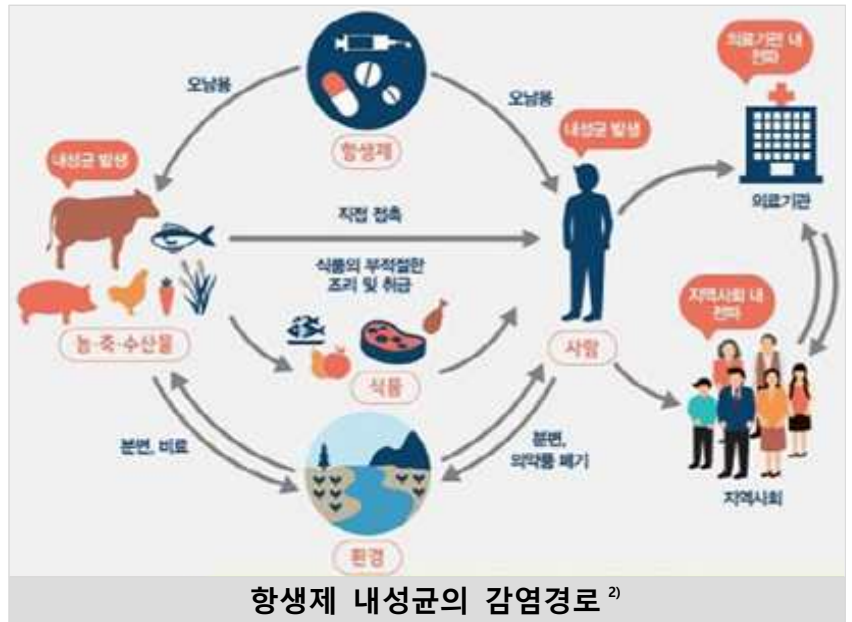 의료기관 내
전파
오남용
오남용
항생제
내성균 발생
내성균 발생
의료기관
직접 접촉
식품의 부적절한
조리 및 취급
지역사회 내
전파
농·축·수산물
식품
사람
분변, 비료
분변,
의약품 폐기
지역사회
환경
항생제 내성균의 감염경로 2)